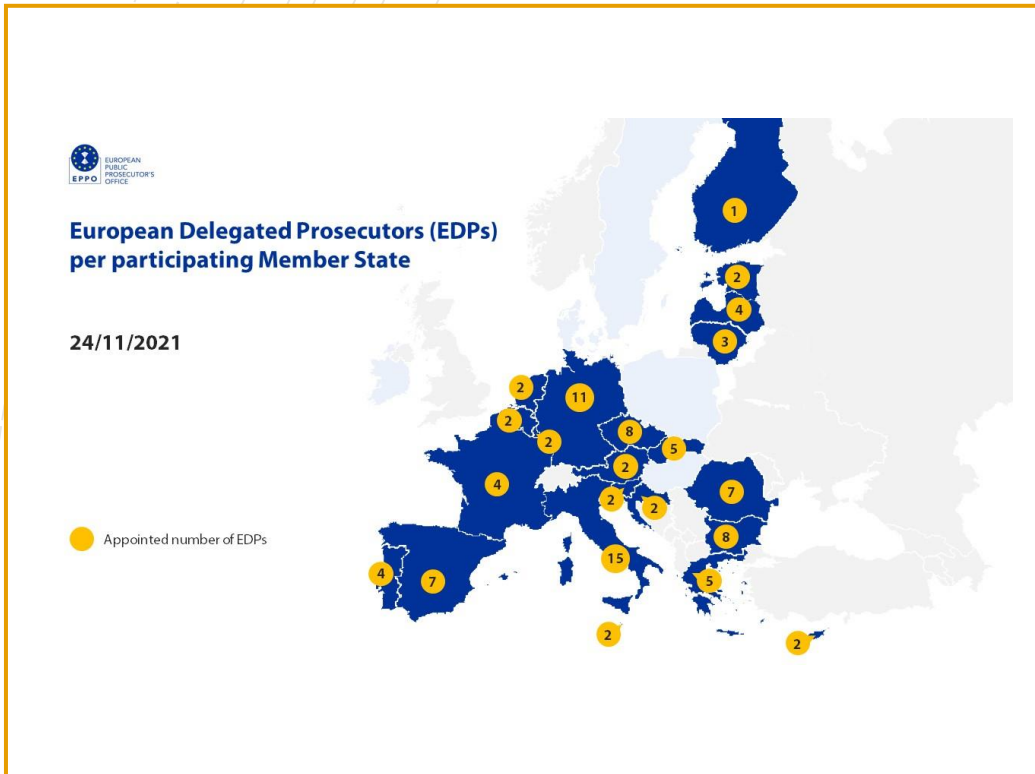 EUROPEAN
PUBLIC
PROSECUTOR'S
OFFICE
EPPO
European Delegated Prosecutors (EDPs)
per participating Member State
24/11/2021
1
2
4
3
2
11
2
8
2
5
2
4
7
2
2
8
15
4
7
5
2
2
Appointed number of EDPs